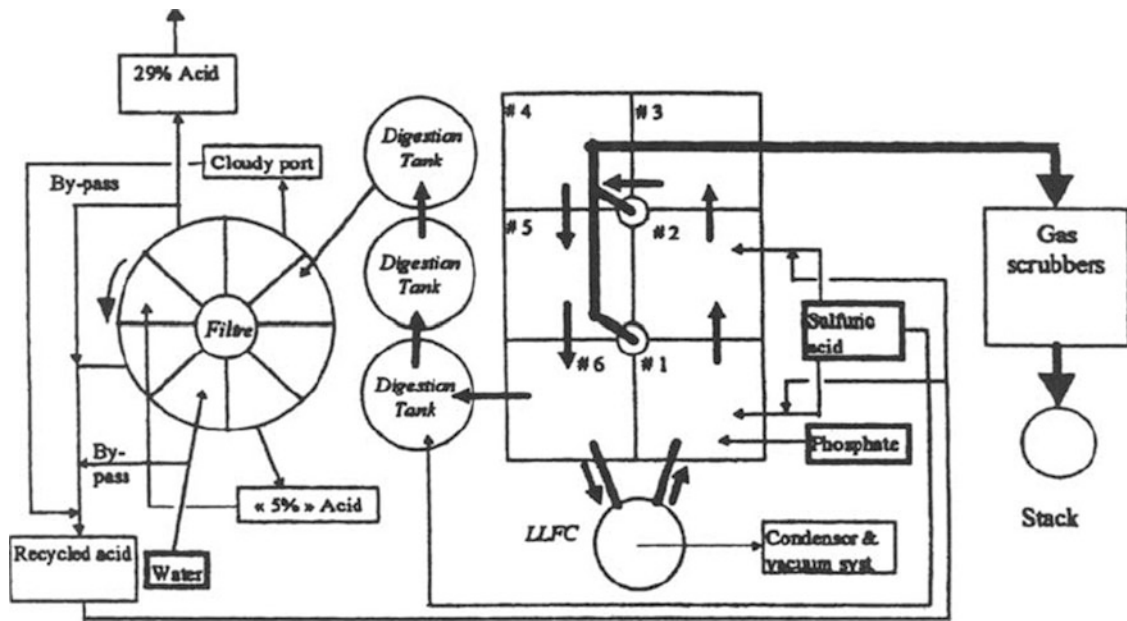 29% Acid
Cloudy port
By-pass
Digestion
Tank
Digestion
Tank
Digestion
Tank
Filtre
By-
pass
« 5% » Acid
Recycled acid
Water
# 4
# 3
# 5
# 2
# 6
# 1
LLFC
Condensor &
vacuum syst
Sulfuric
acid
Phosphate
Gas
scrubbers
Stack